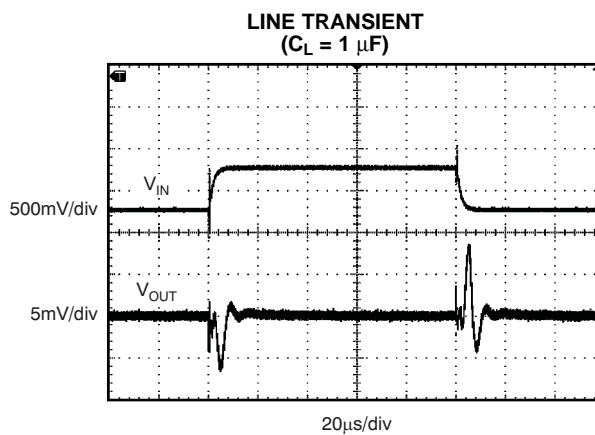 LINE TRANSIENT
(C_L = 1 μF)
T
V_IN
500mV/div
V_OUT
5mV/div
20μs/div